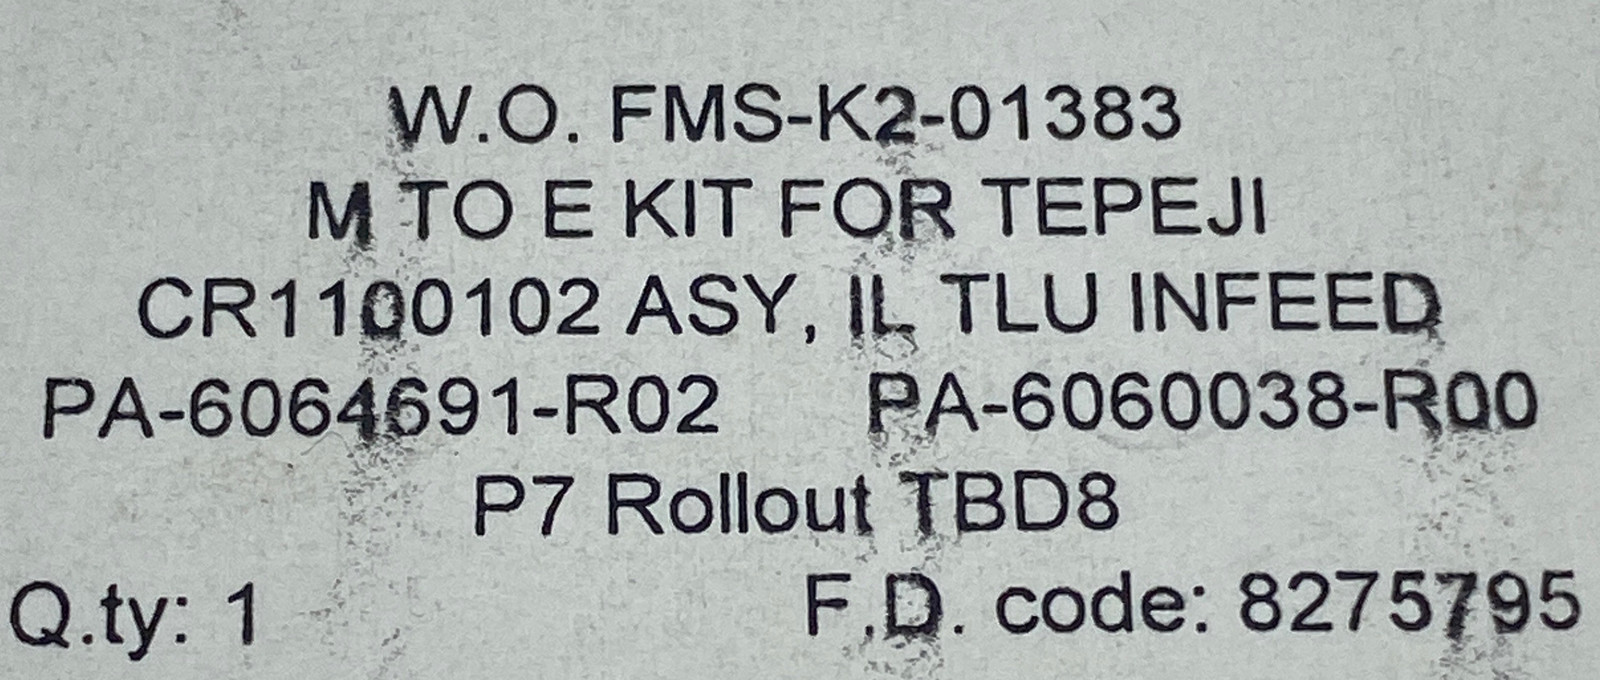 W.O. FMS-K2-01383
M TO E KIT FOR TEPEJI
CR1100102 ASY, IL TLU INFEED
PA-6064691-R02 PA-6060038-R00
P7 Rollout TBD8
Q.ty: 1 F.D. code: 8275795